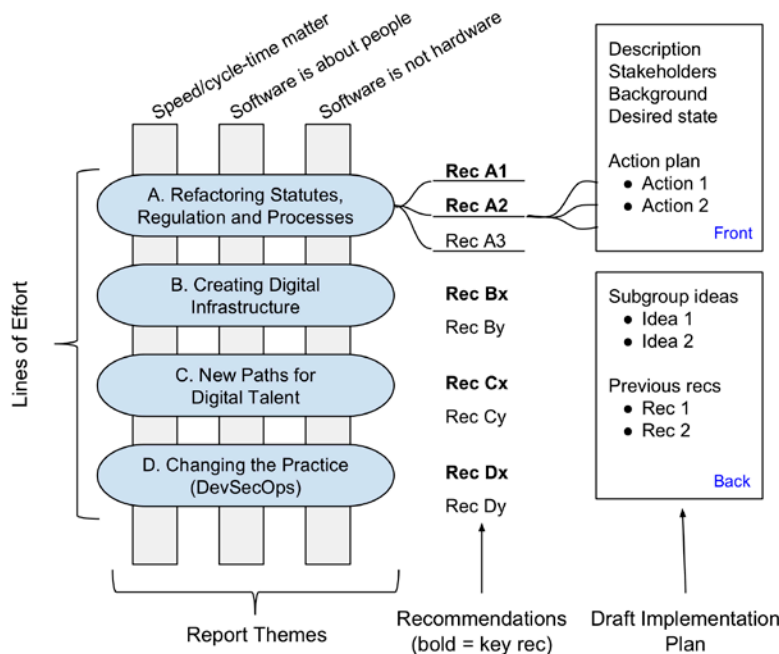 Speed/cycle-time matter
Software is about people
Software is not hardware
Lines of Effort
A. Refactoring Statutes,
Regulation and Processes
B. Creating Digital
Infrastructure
C. New Paths for
Digital Talent
D. Changing the Practice
(DevSecOps)
Report Themes
Rec A1
Rec A2
Rec A3
Rec Bx
Rec By
Rec Cx
Rec Cy
Rec Dx
Rec Dy
Recommendations
(bold = key rec)
Description
Stakeholders
Background
Desired state
Action plan
● Action 1
● Action 2
Front
Subgroup ideas
● Idea 1
● Idea 2
Previous recs
● Rec 1
● Rec 2
Back
Draft Implementation
Plan